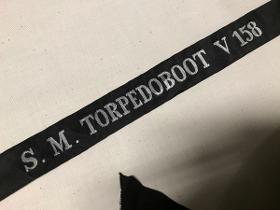 S. M. TORPEDOBOOT V 158